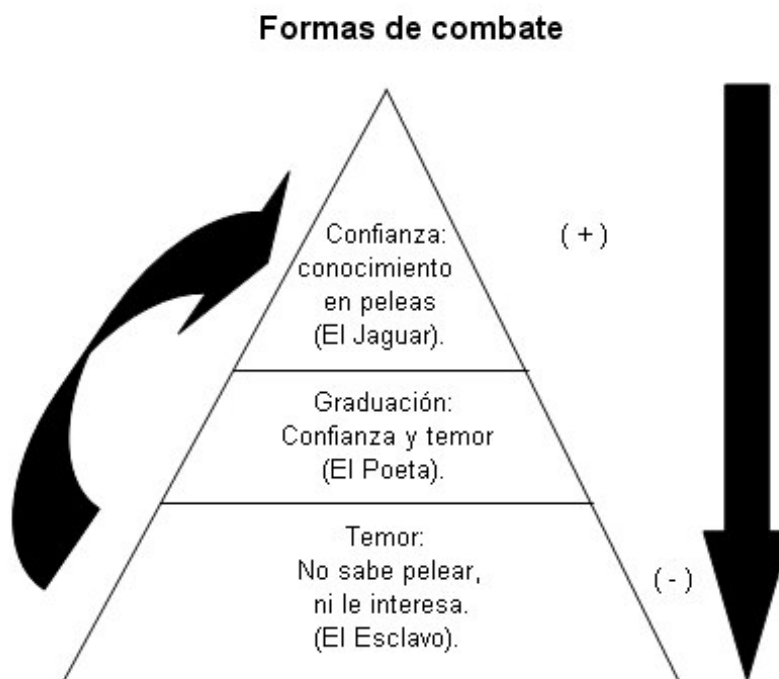 Formas de combate
Confianza:
conocimiento
en peleas
(El Jaguar).
( + )
Graduación:
Confianza y temor
(El Poeta).
Temor:
No sabe pelear,
ni le interesa.
(El Esclavo).
( - )